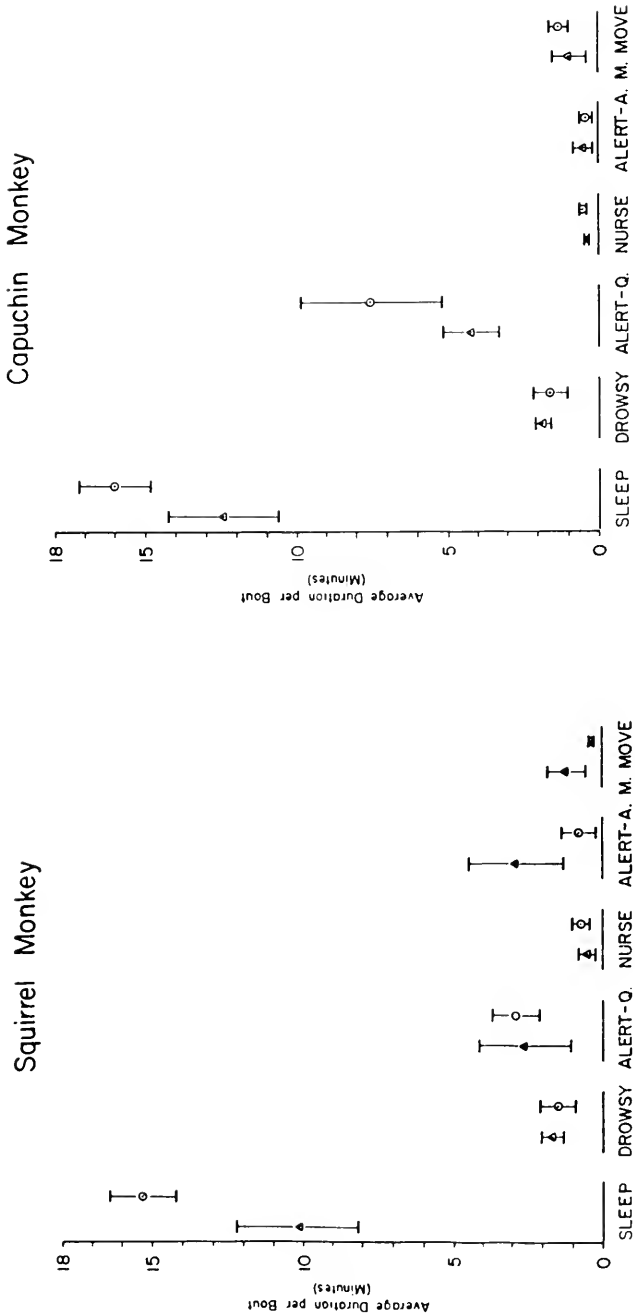 Squirrel Monkey
Average Duration per Bout
(Minutes)
18
15
10
5
0
SLEEP DROWSY ALERT-Q. NURSE ALERT-A. M. MOVE
Capuchin Monkey
Average Duration per Bout
(Minutes)
18
15
10
5
0
SLEEP DROWSY ALERT-Q. NURSE ALERT-A. M. MOVE